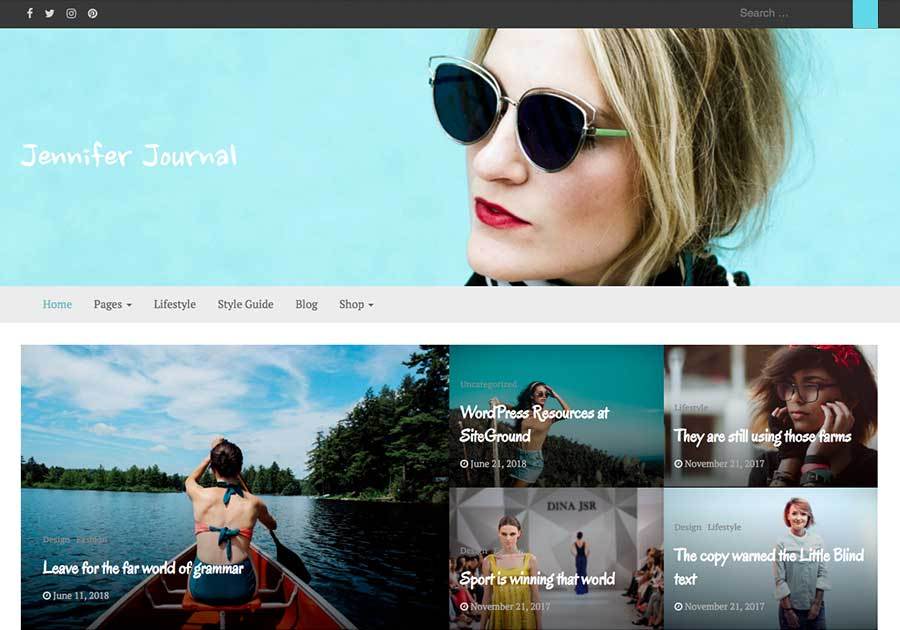 Search ...
Jennifer Journal
Home Pages Lifestyle Style Guide Blog Shop
Design Fashion
Leave for the far world of grammar
June 11, 2018
Uncategorized
WordPress Resources at
SiteGround
June 21, 2018
Lifestyle
They are still using those farms
November 21, 2017
DINA JSR
Design
Sport is winning that world
November 21, 2017
Design Lifestyle
The copy warned the Little Blind
text
November 21, 2017